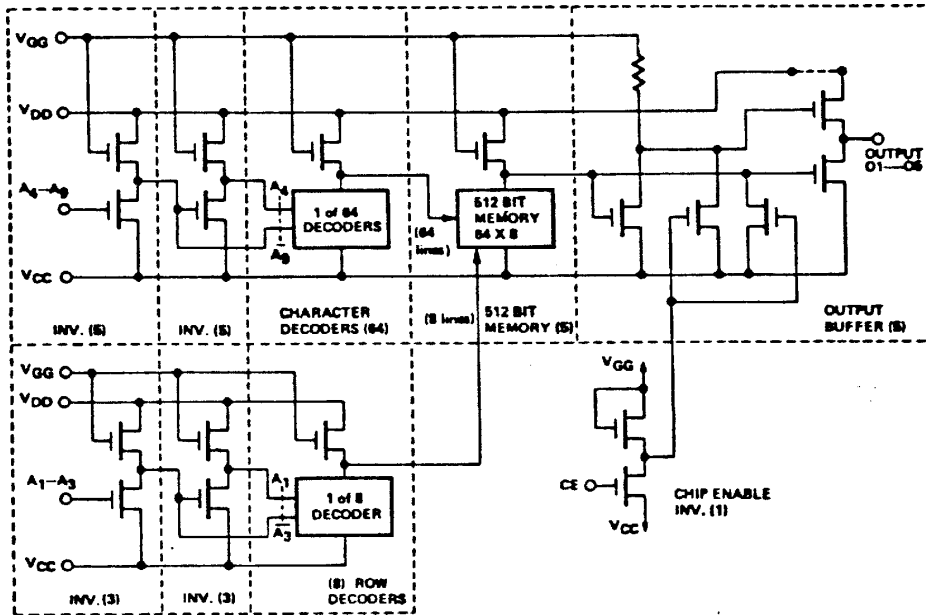 VGG
VDD
A4–A9
VCC
A4
A9
1 of 64
DECODERS
(64
lines)
512 BIT
MEMORY
64 X 8
OUTPUT
O1—O5
INV. (6)
INV. (6)
CHARACTER
DECODERS (64)
(8 lines)
512 BIT
MEMORY (5)
OUTPUT
BUFFER (5)
VGG
VDD
A1–A3
VCC
A1
A3
1 of 8
DECODER
INV. (3)
INV. (3)
(8) ROW
DECODERS
VGG
CE
VCC
CHIP ENABLE
INV. (1)